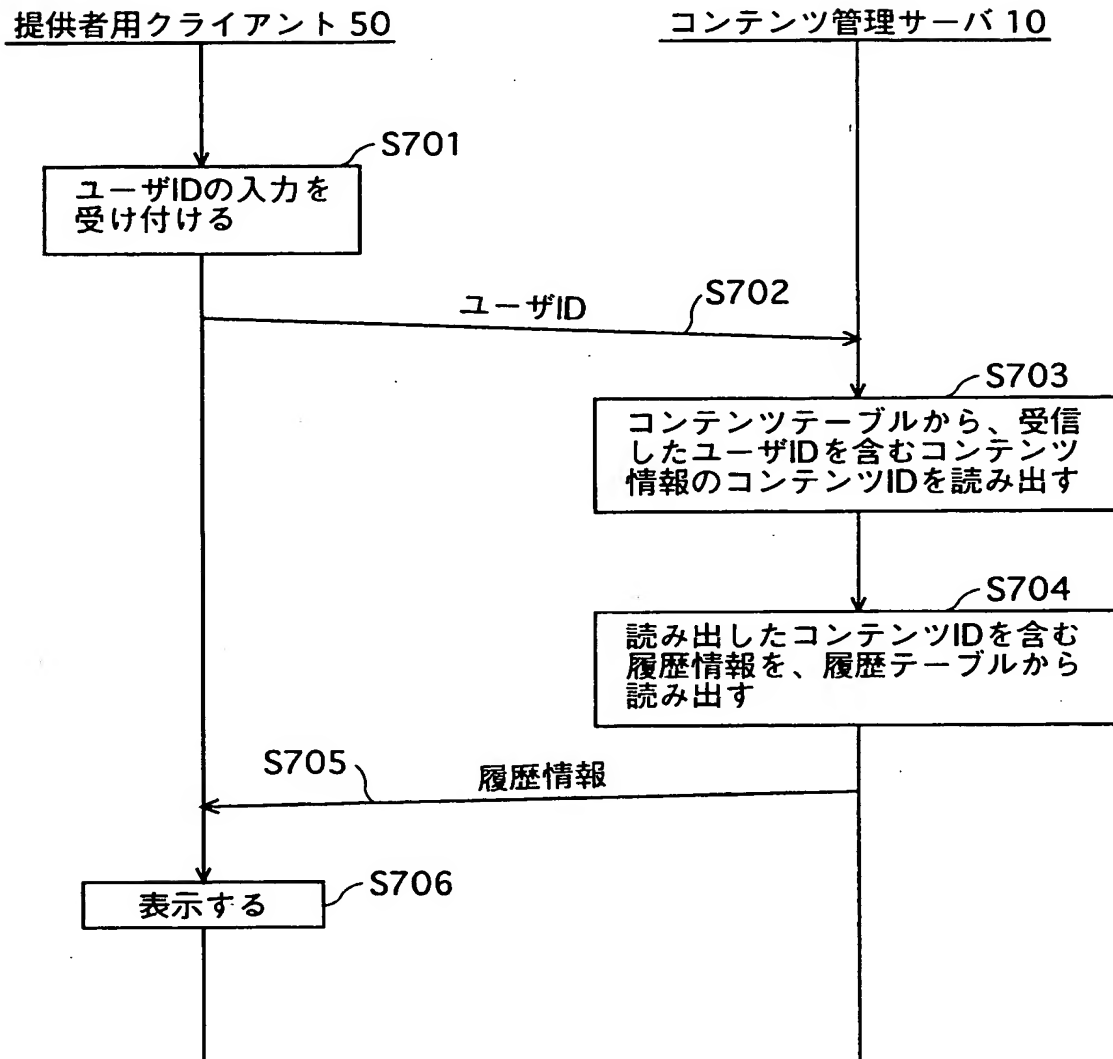 提供者用クライアント 50
コンテンツ管理サーバ 10
S701
ユーザIDの入力を
受け付ける
ユーザID
S702
S703
コンテンツテーブルから、受信
したユーザIDを含むコンテンツ
情報のコンテンツIDを読み出す
S704
読み出したコンテンツIDを含む
履歴情報を、履歴テーブルから
読み出す
S705
履歴情報
S706
表示する